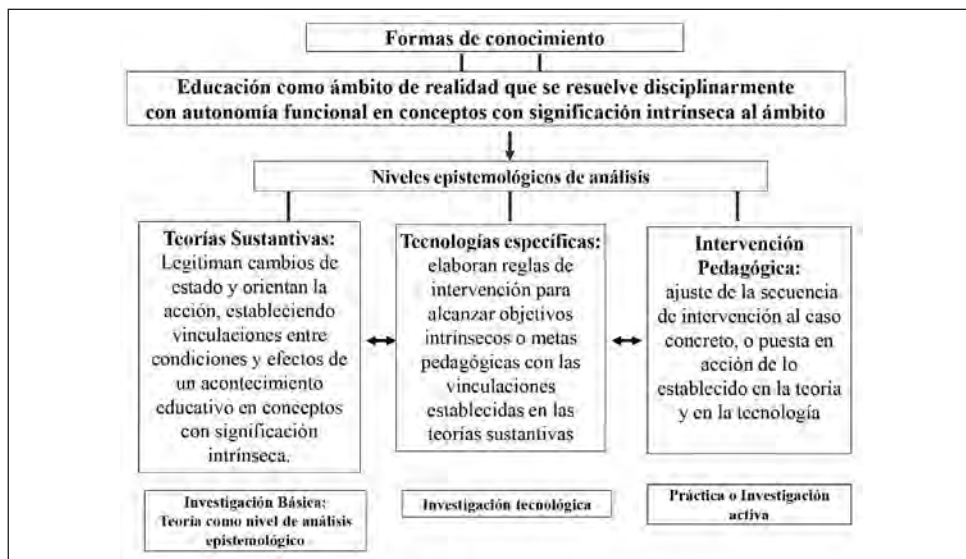 Formas de conocimiento
Educación como ámbito de realidad que se resuelve disciplinarmente
con autonomía funcional en conceptos con significación intrínseca al ámbito
Niveles epistemológicos de análisis
Teorías Sustantivas:
Legitiman cambios de
estado y orientan la
acción, estableciendo
vinculaciones entre
condiciones y efectos de
un acontecimiento
educativo en conceptos
con significación
intrínseca.
Tecnologías específicas:
elaboran reglas de
intervención para
alcanzar objetivos
intrínsecos o metas
pedagógicas con las
vinculaciones
establecidas en las
teorías sustantivas
Intervención
Pedagógica:
ajuste de la secuencia
de intervención al caso
concreto, o puesta en
acción de lo
establecido en la teoria
y en la tecnología
Investigación Básica:
Teoría como nivel de análisis
epistemológico
Investigación tecnológica
Práctica o Investigación
activa